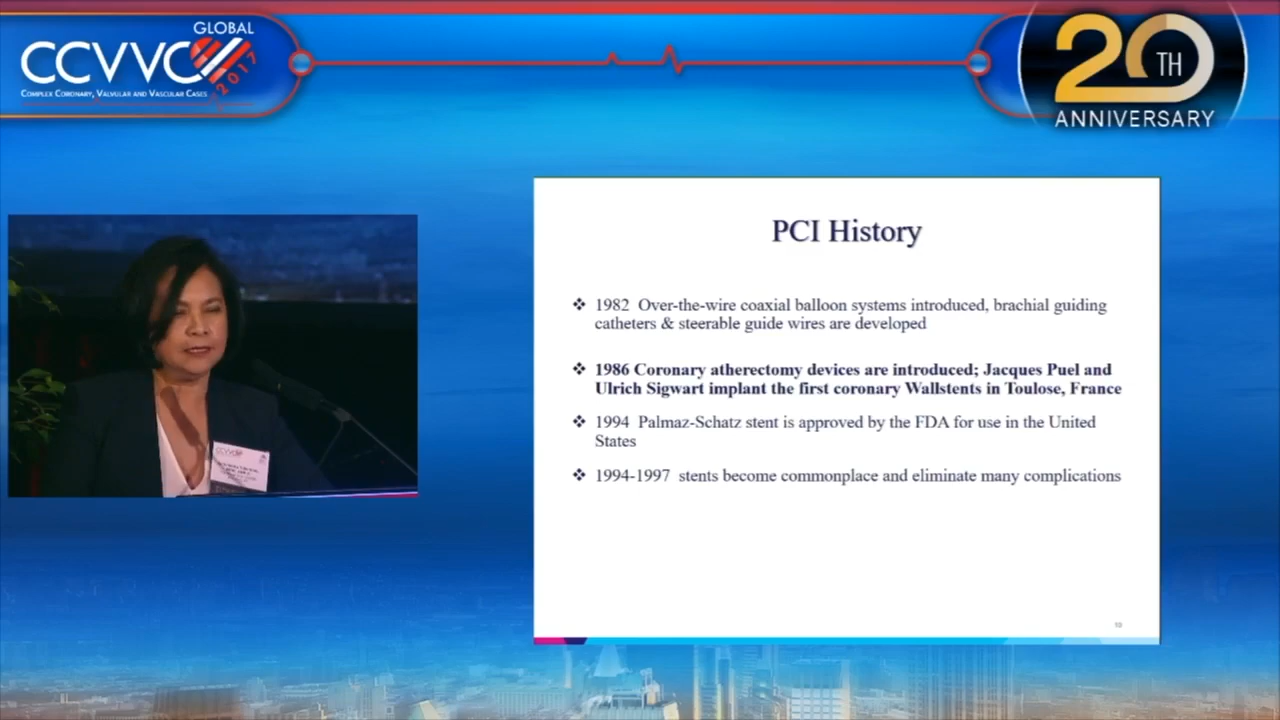 GLOBAL
CCVVC
2017
COMPLEX CORONARY, VALVULAR AND VASCULAR CASES
20TH
ANNIVERSARY
PCI History
❖ 1982 Over-the-wire coaxial balloon systems introduced, brachial guiding
catheters & steerable guide wires are developed
❖ 1986 Coronary atherectomy devices are introduced; Jacques Puel and
Ulrich Sigwart implant the first coronary Wallstents in Toulose, France
❖ 1994 Palmaz-Schatz stent is approved by the FDA for use in the United
States
❖ 1994-1997 stents become commonplace and eliminate many complications